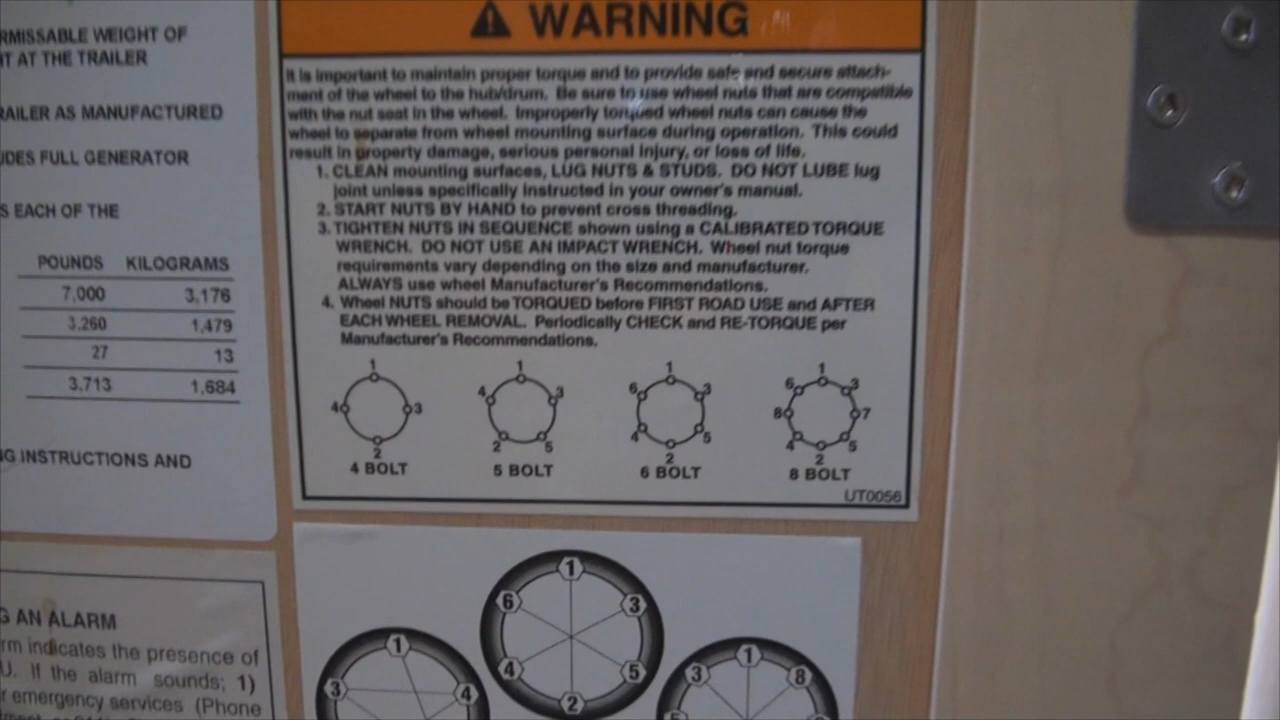 RMISSABLE WEIGHT OF
T AT THE TRAILER
RAILER AS MANUFACTURED
UDES FULL GENERATOR
S EACH OF THE
POUNDS KILOGRAMS
7,000 3,176
3,260 1,479
27 13
3,713 1,684
G INSTRUCTIONS AND
WARNING
It is important to maintain proper torque and to provide safe and secure attach-
ment of the wheel to the hub/drum. Be sure to use wheel nuts that are compatible
with the nut seat in the wheel. Improperly torqued wheel nuts can cause the
wheel to separate from wheel mounting surface during operation. This could
result in property damage, serious personal injury, or loss of life.
1. CLEAN mounting surfaces, LUG NUTS & STUDS. DO NOT LUBE lug
joint unless specifically instructed in your owner's manual.
2. START NUTS BY HAND to prevent cross threading.
3. TIGHTEN NUTS IN SEQUENCE shown using a CALIBRATED TORQUE
WRENCH. DO NOT USE AN IMPACT WRENCH. Wheel nut torque
requirements vary depending on the size and manufacturer.
ALWAYS use wheel Manufacturer's Recommendations.
4. Wheel NUTS should be TORQUED before FIRST ROAD USE and AFTER
EACH WHEEL REMOVAL. Periodically CHECK and RE-TORQUE per
Manufacturer's Recommendations.
1 4 3 2
4 BOLT
1 4 3 2 5
5 BOLT
1 6 3 4 5 2
6 BOLT
1 6 3 8 7 4 5 2
8 BOLT
UT0056
G AN ALARM
rm indicates the presence of
U. If the alarm sounds; 1)
r emergency services (Phone
1 3 4
1 6 3 4 5 2
1 3 8